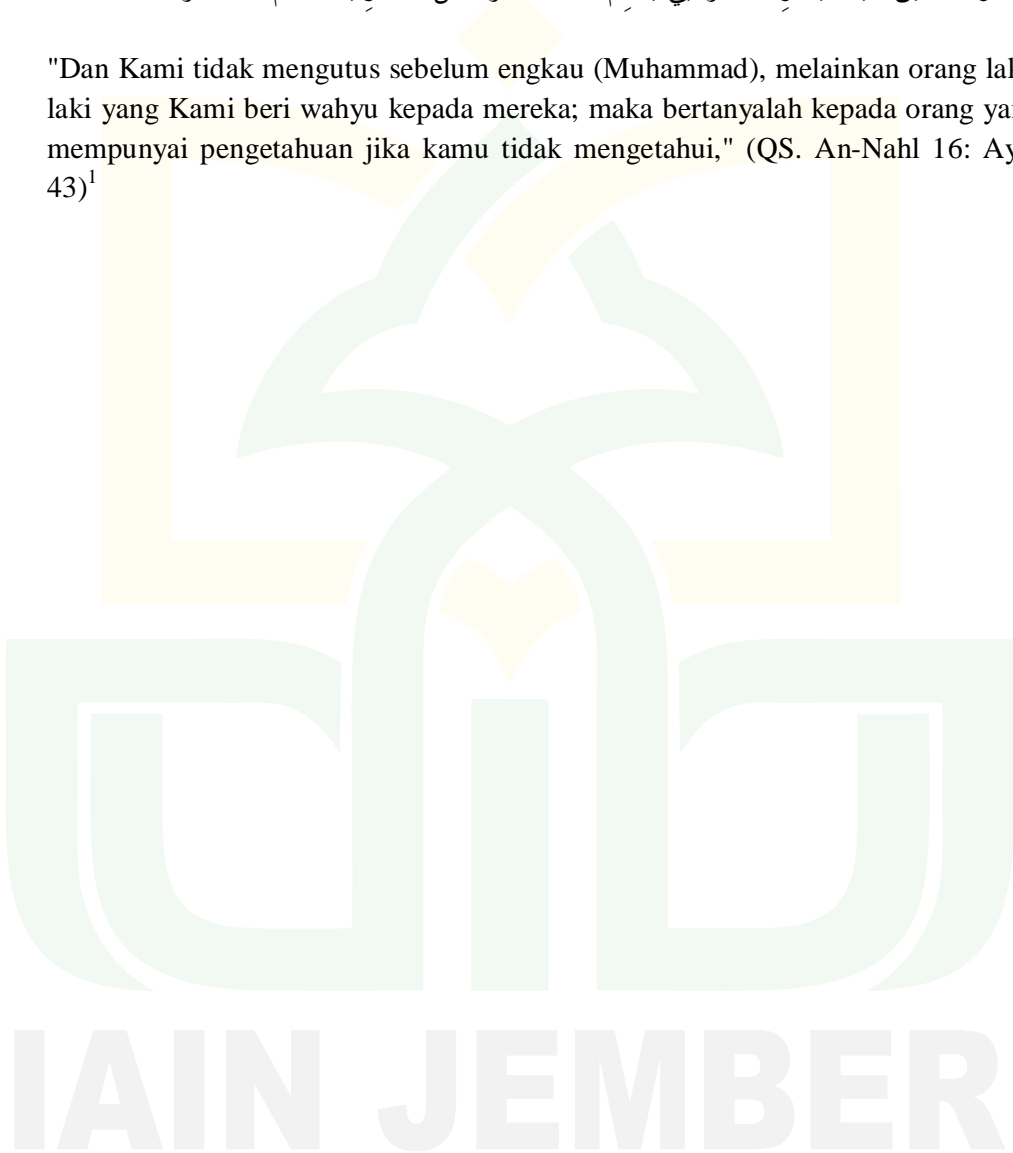 "Dan Kami tidak mengutus sebelum engkau (Muhammad), melainkan orang lak
laki yang Kami beri wahyu kepada mereka; maka bertanyalah kepada orang ya
mempunyai pengetahuan jika kamu tidak mengetahui," (QS. An-Nahl 16: Ay
43)1
IAIN JEMBER